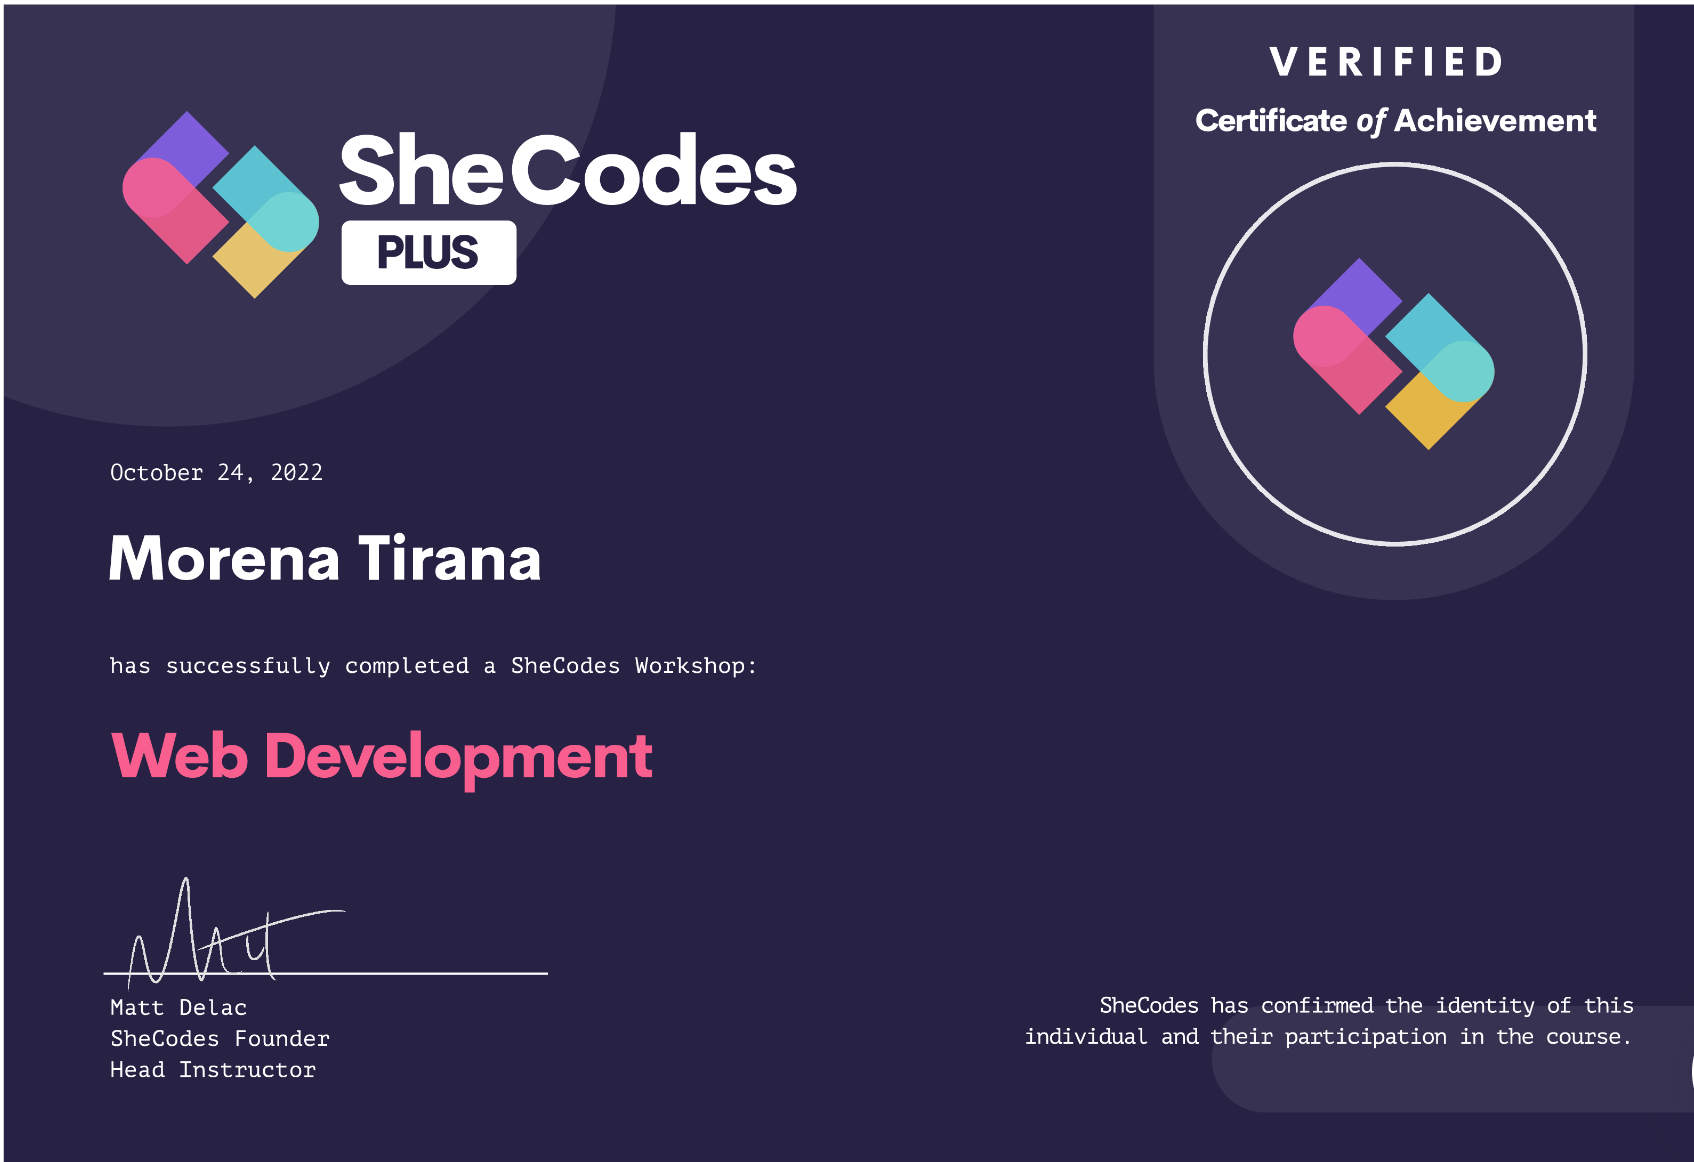 SheCodes
PLUS
VERIFIED
Certificate of Achievement
October 24, 2022
Morena Tirana
has successfully completed a SheCodes Workshop:
Web Development
Matt
Matt Delac
SheCodes Founder
Head Instructor
SheCodes has confirmed the identity of this
individual and their participation in the course.